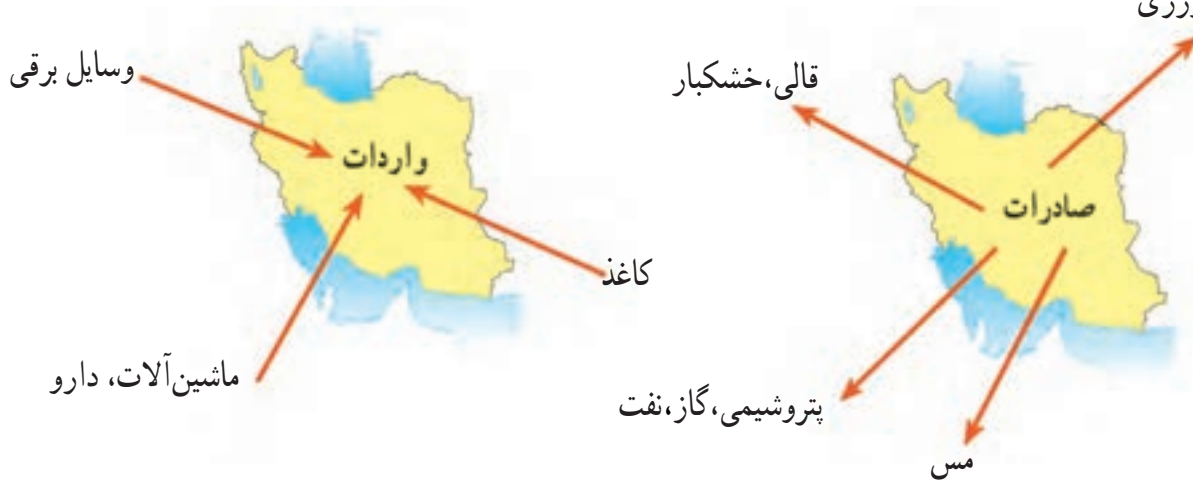 قالی،خشکبار
صادرات
پتروشیمی،گاز،نفت
مس
وسایل برقی
واردات
کاغذ
ماشین‌آلات، دارو